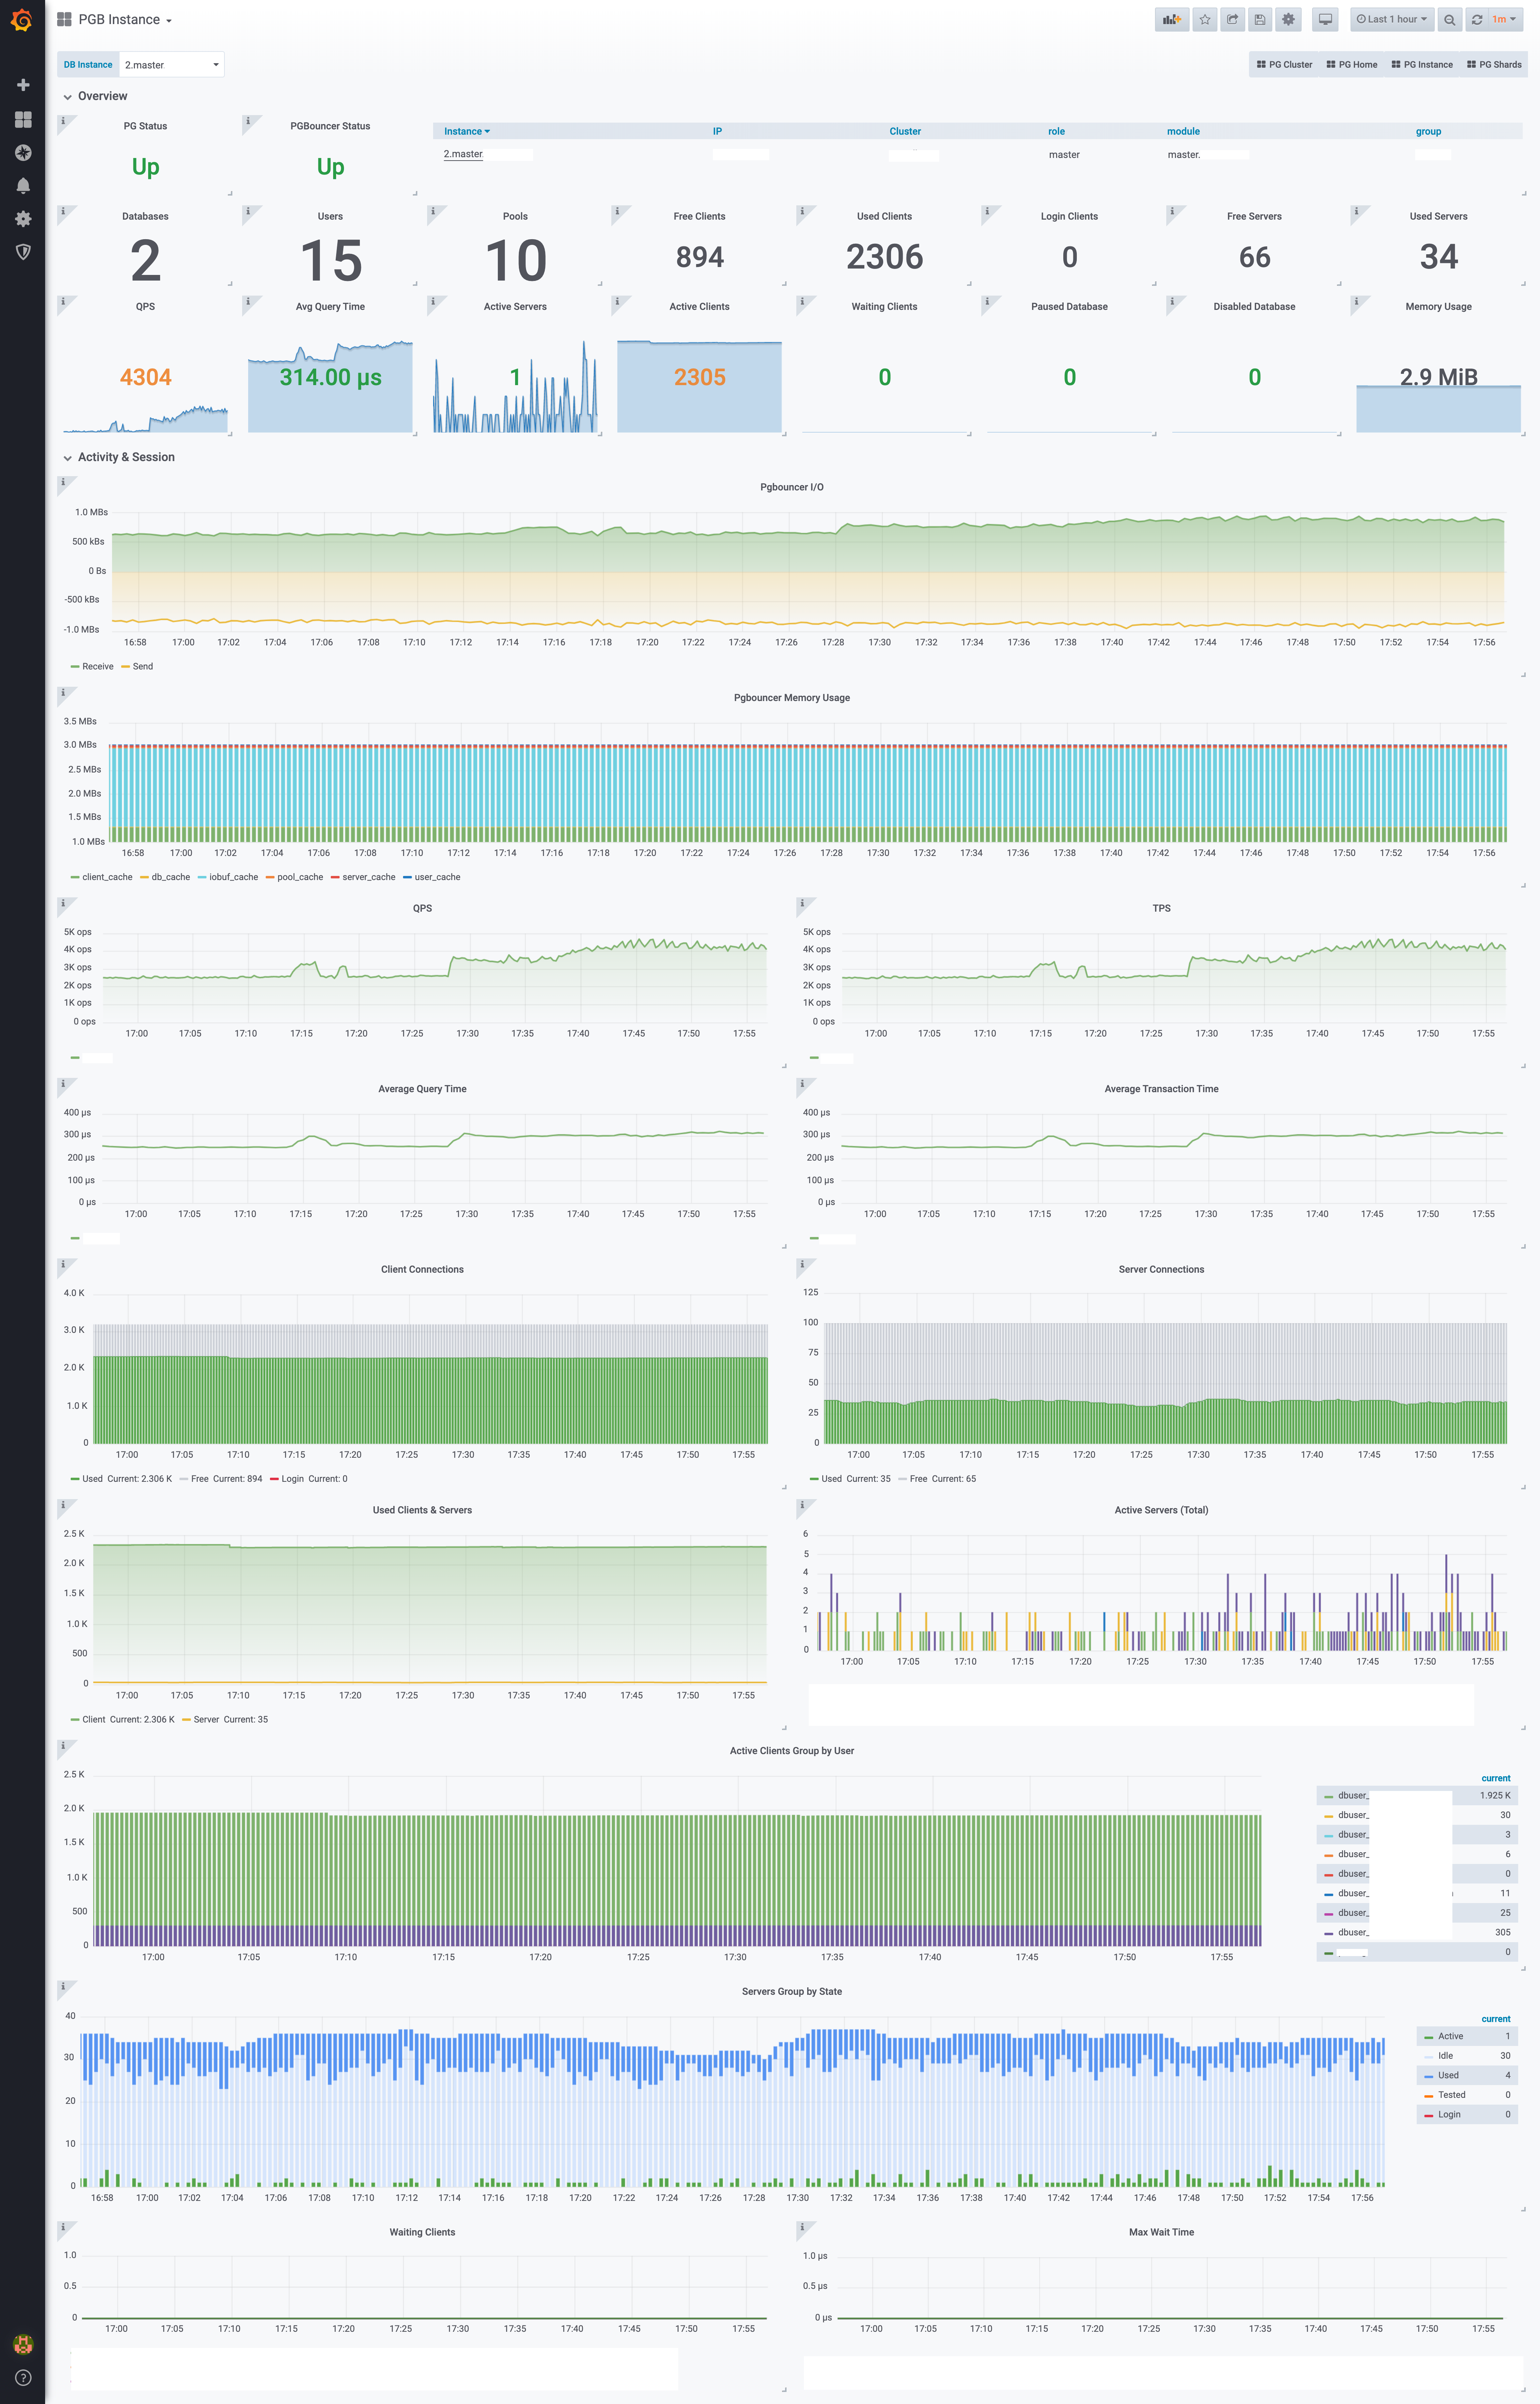 PGB Instance
Last 1 hour 1m
DB Instance 2.master
PG Cluster PG Home PG Instance PG Shards
Overview
PG Status PGBouncer Status
Instance IP Cluster role module group
2.master master master.
Up Up
Databases Users Pools Free Clients Used Clients Login Clients Free Servers Used Servers
2 15 10 894 2306 0 66 34
QPS Avg Query Time Active Servers Active Clients Waiting Clients Paused Database Disabled Database Memory Usage
4304 314.00 µs 1 2305 0 0 0 2.9 MiB
Activity & Session
Pgbouncer I/O
1.0 MBs
500 kBs
0 Bs
-500 kBs
-1.0 MBs
16:58 17:00 17:02 17:04 17:06 17:08 17:10 17:12 17:14 17:16 17:18 17:20 17:22 17:24 17:26 17:28 17:30 17:32 17:34 17:36 17:38 17:40 17:42 17:44 17:46 17:48 17:50 17:52 17:54 17:56
Receive Send
Pgbouncer Memory Usage
3.5 MBs
3.0 MBs
2.5 MBs
2.0 MBs
1.5 MBs
1.0 MBs
16:58 17:00 17:02 17:04 17:06 17:08 17:10 17:12 17:14 17:16 17:18 17:20 17:22 17:24 17:26 17:28 17:30 17:32 17:34 17:36 17:38 17:40 17:42 17:44 17:46 17:48 17:50 17:52 17:54 17:56
client_cache db_cache iobuf_cache pool_cache server_cache user_cache
QPS
5K ops
4K ops
3K ops
2K ops
1K ops
0 ops
17:00 17:05 17:10 17:15 17:20 17:25 17:30 17:35 17:40 17:45 17:50 17:55
TPS
5K ops
4K ops
3K ops
2K ops
1K ops
0 ops
17:00 17:05 17:10 17:15 17:20 17:25 17:30 17:35 17:40 17:45 17:50 17:55
Average Query Time
400 µs
300 µs
200 µs
100 µs
0 µs
17:00 17:05 17:10 17:15 17:20 17:25 17:30 17:35 17:40 17:45 17:50 17:55
Average Transaction Time
400 µs
300 µs
200 µs
100 µs
0 µs
17:00 17:05 17:10 17:15 17:20 17:25 17:30 17:35 17:40 17:45 17:50 17:55
Client Connections
4.0 K
3.0 K
2.0 K
1.0 K
0
17:00 17:05 17:10 17:15 17:20 17:25 17:30 17:35 17:40 17:45 17:50 17:55
Used Current: 2.306 K Free Current: 894 Login Current: 0
Server Connections
125
100
75
50
25
0
17:00 17:05 17:10 17:15 17:20 17:25 17:30 17:35 17:40 17:45 17:50 17:55
Used Current: 35 Free Current: 65
Used Clients & Servers
2.5 K
2.0 K
1.5 K
1.0 K
500
0
17:00 17:05 17:10 17:15 17:20 17:25 17:30 17:35 17:40 17:45 17:50 17:55
Client Current: 2.306 K Server Current: 35
Active Servers (Total)
6
5
4
3
2
1
0
17:00 17:05 17:10 17:15 17:20 17:25 17:30 17:35 17:40 17:45 17:50 17:55
Active Clients Group by User
2.5 K
2.0 K
1.5 K
1.0 K
500
0
17:00 17:05 17:10 17:15 17:20 17:25 17:30 17:35 17:40 17:45 17:50 17:55
current
dbuser_ 1.925 K
dbuser_ 30
dbuser_ 3
dbuser_ 6
dbuser_ 0
dbuser_ 11
dbuser_ 25
dbuser_ 305
0
Servers Group by State
40
30
20
10
0
16:58 17:00 17:02 17:04 17:06 17:08 17:10 17:12 17:14 17:16 17:18 17:20 17:22 17:24 17:26 17:28 17:30 17:32 17:34 17:36 17:38 17:40 17:42 17:44 17:46 17:48 17:50 17:52 17:54 17:56
current
Active 1
Idle 30
Used 4
Tested 0
Login 0
Waiting Clients
1.0
0.5
0
17:00 17:05 17:10 17:15 17:20 17:25 17:30 17:35 17:40 17:45 17:50 17:55
Max Wait Time
1.0 µs
0.5 µs
0 µs
17:00 17:05 17:10 17:15 17:20 17:25 17:30 17:35 17:40 17:45 17:50 17:55